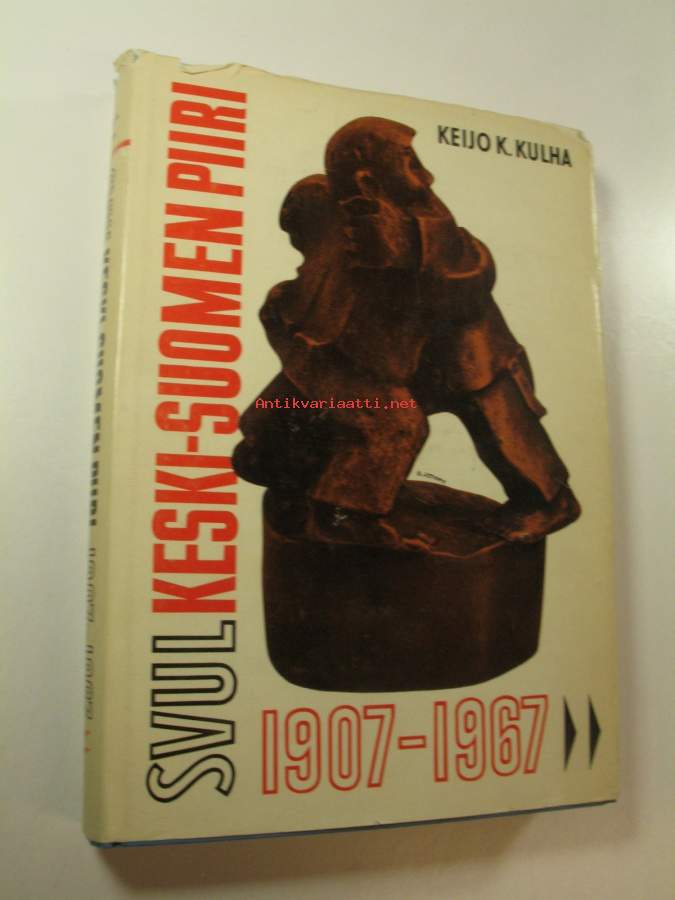 KEIJO K. KULHA
SVUL KESKI-SUOMEN PIIRI
1907-1967
Antikvariaatti.net